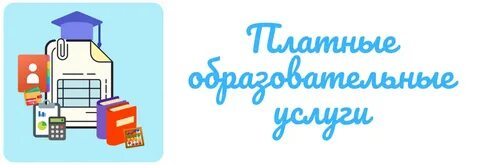 Платные
образовательные
услуги